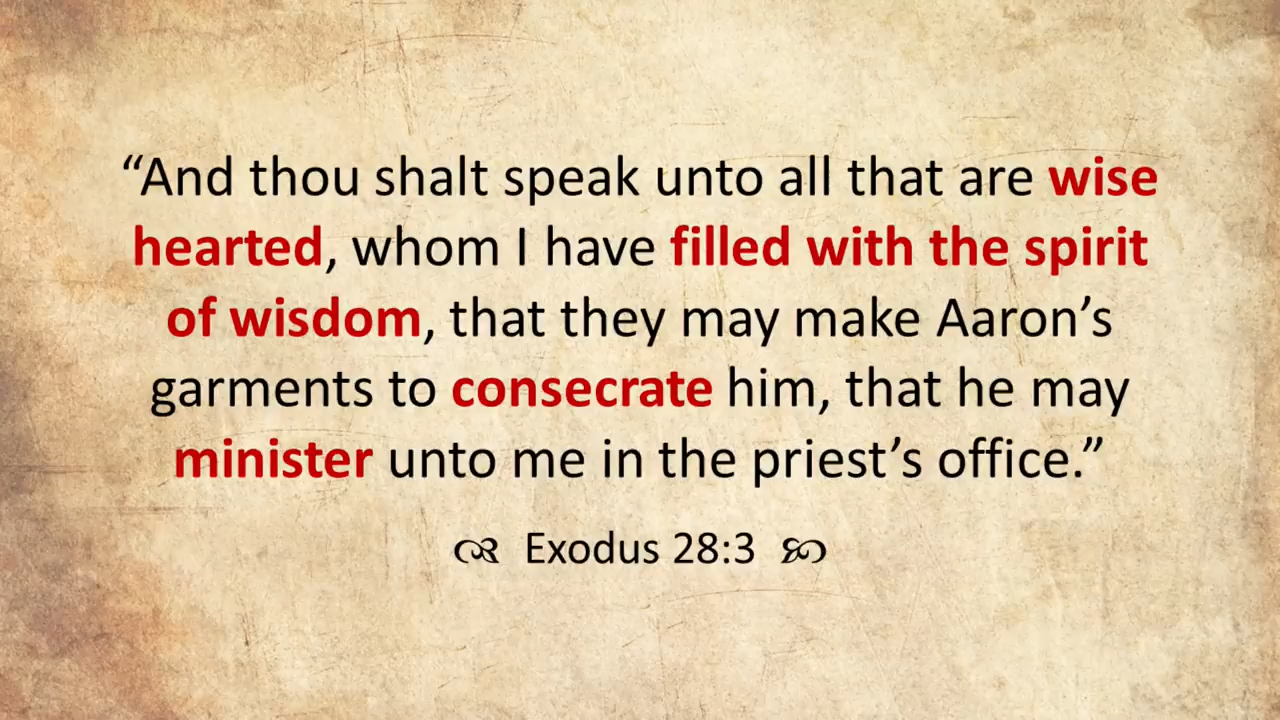 “And thou shalt speak unto all that are wise
hearted, whom I have filled with the spirit
of wisdom, that they may make Aaron’s
garments to consecrate him, that he may
minister unto me in the priest’s office.”
Exodus 28:3